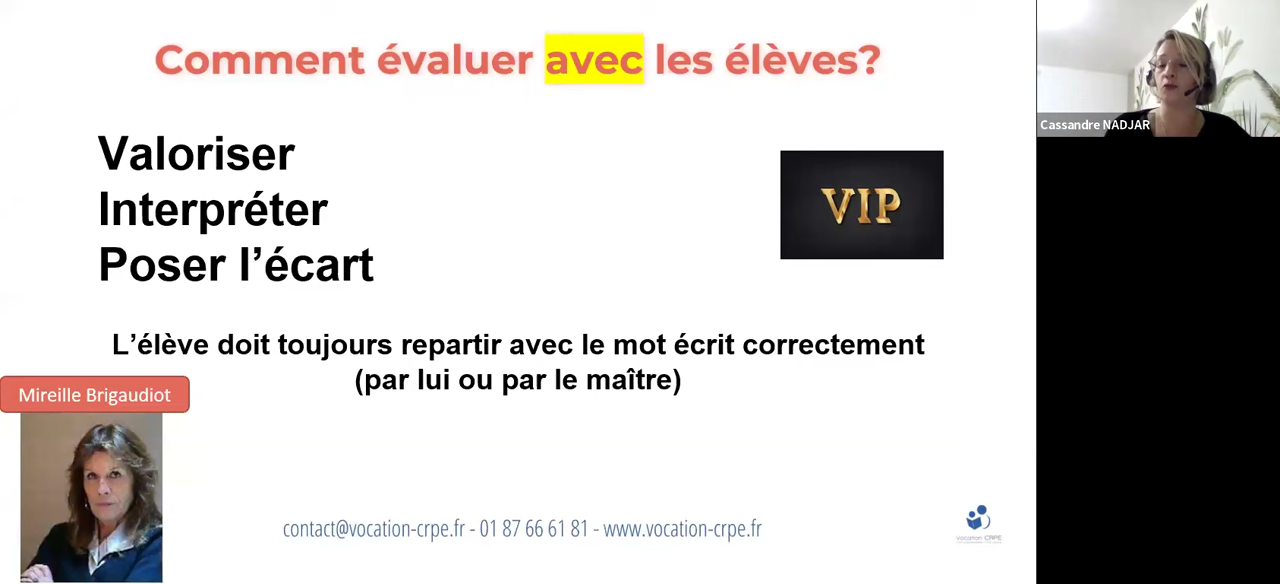 Comment évaluer avec les élèves?
Cassandre NADJAR
Valoriser
Interpréter
Poser l’écart
VIP
L’élève doit toujours repartir avec le mot écrit correctement
(par lui ou par le maître)
Mireille Brigaudiot
contact@vocation-crpe.fr - 01 87 66 61 81 - www.vocation-crpe.fr
vocation CRPE